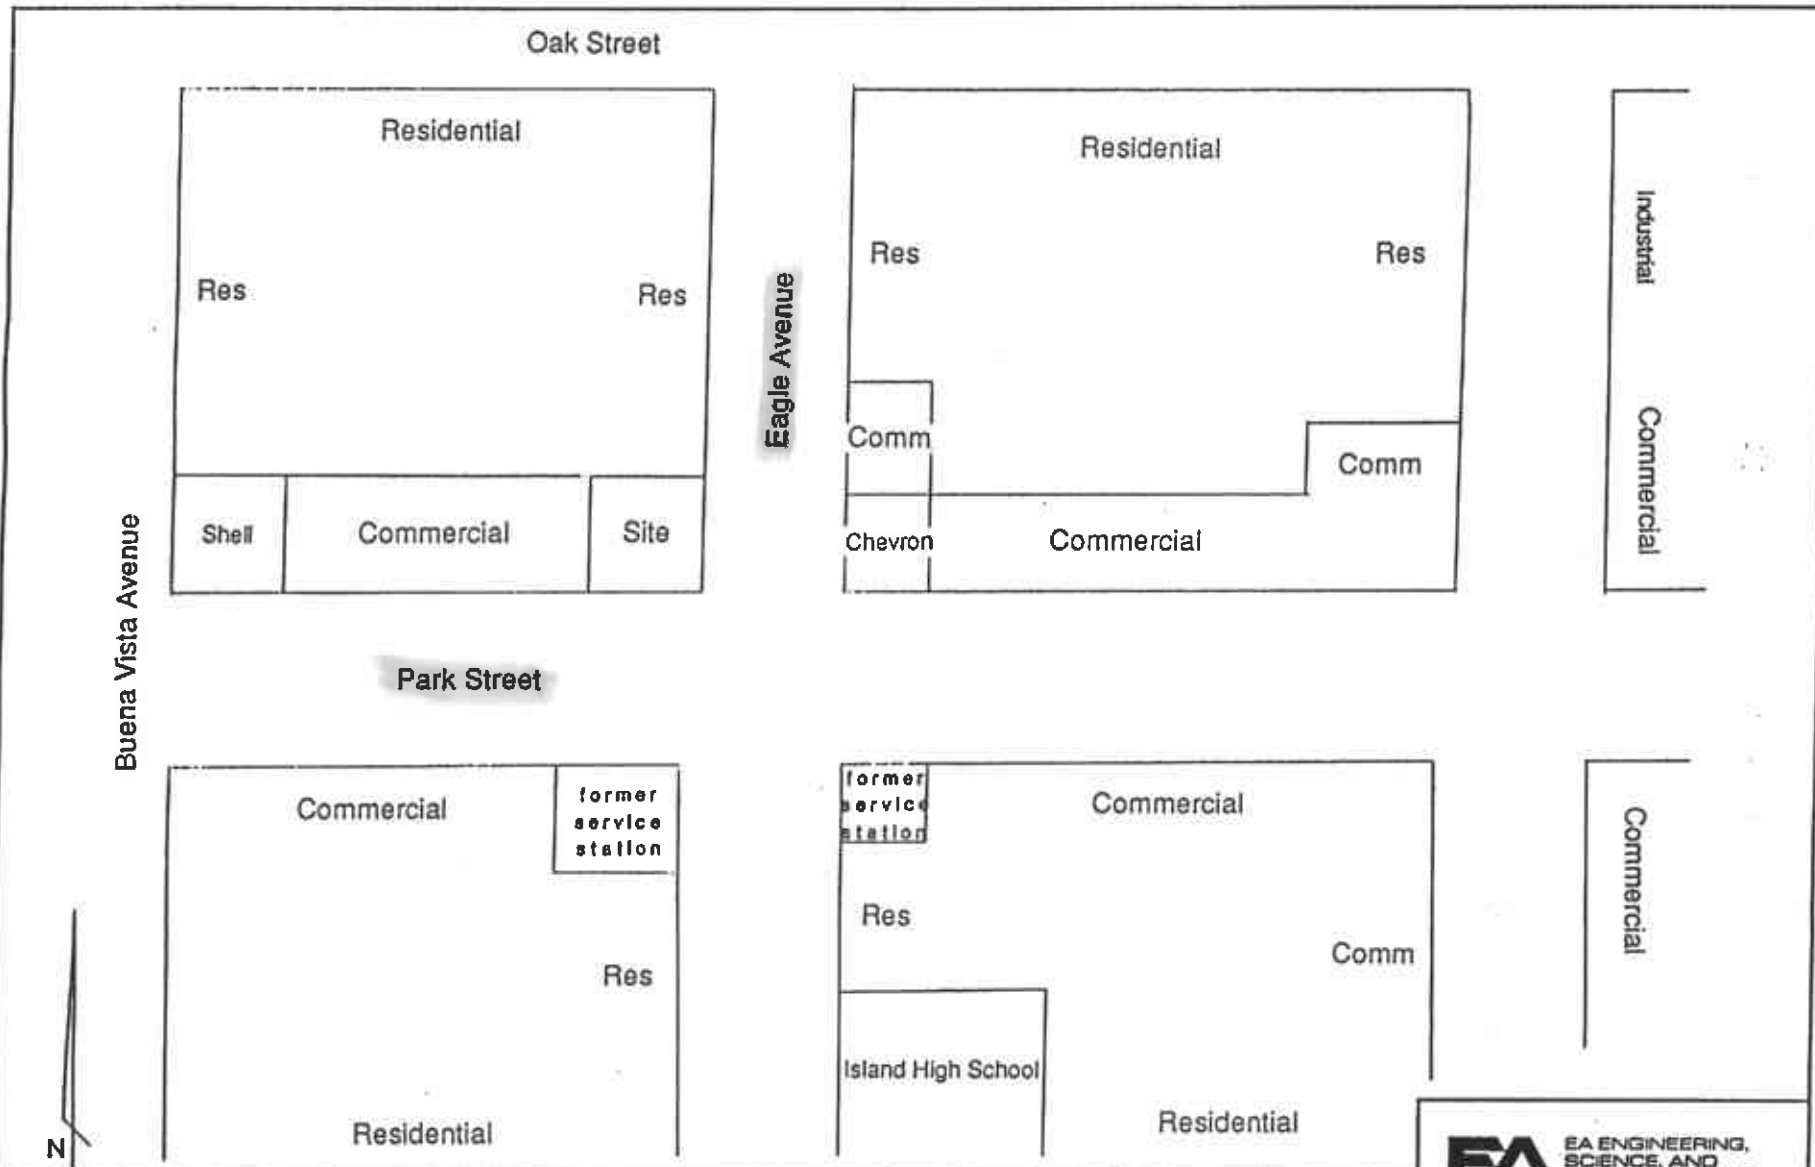 Oak Street
Residential
Residential
Industrial
Res
Res
Res
Res
Eagle Avenue
Comm
Comm
Commercial
Shell
Commercial
Site
Chevron
Commercial
Buena Vista Avenue
Park Street
Commercial
former
service
station
former
service
station
Commercial
Commercial
Res
Res
Comm
Island High School
Residential
Residential
N
EA
EA ENGINEERING,
SCIENCE, AND